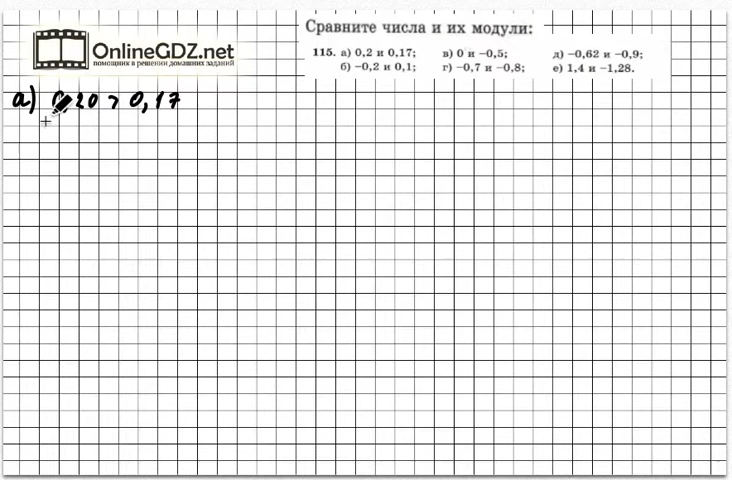 OnlineGDZ.net
помощник в решении домашних заданий
Сравните числа и их модули:
115. а) 0,2 и 0,17; в) 0 и −0,5; д) −0,62 и −0,9;
б) −0,2 и 0,1; г) −0,7 и −0,8; е) 1,4 и −1,28.
а) 0,20 > 0,17